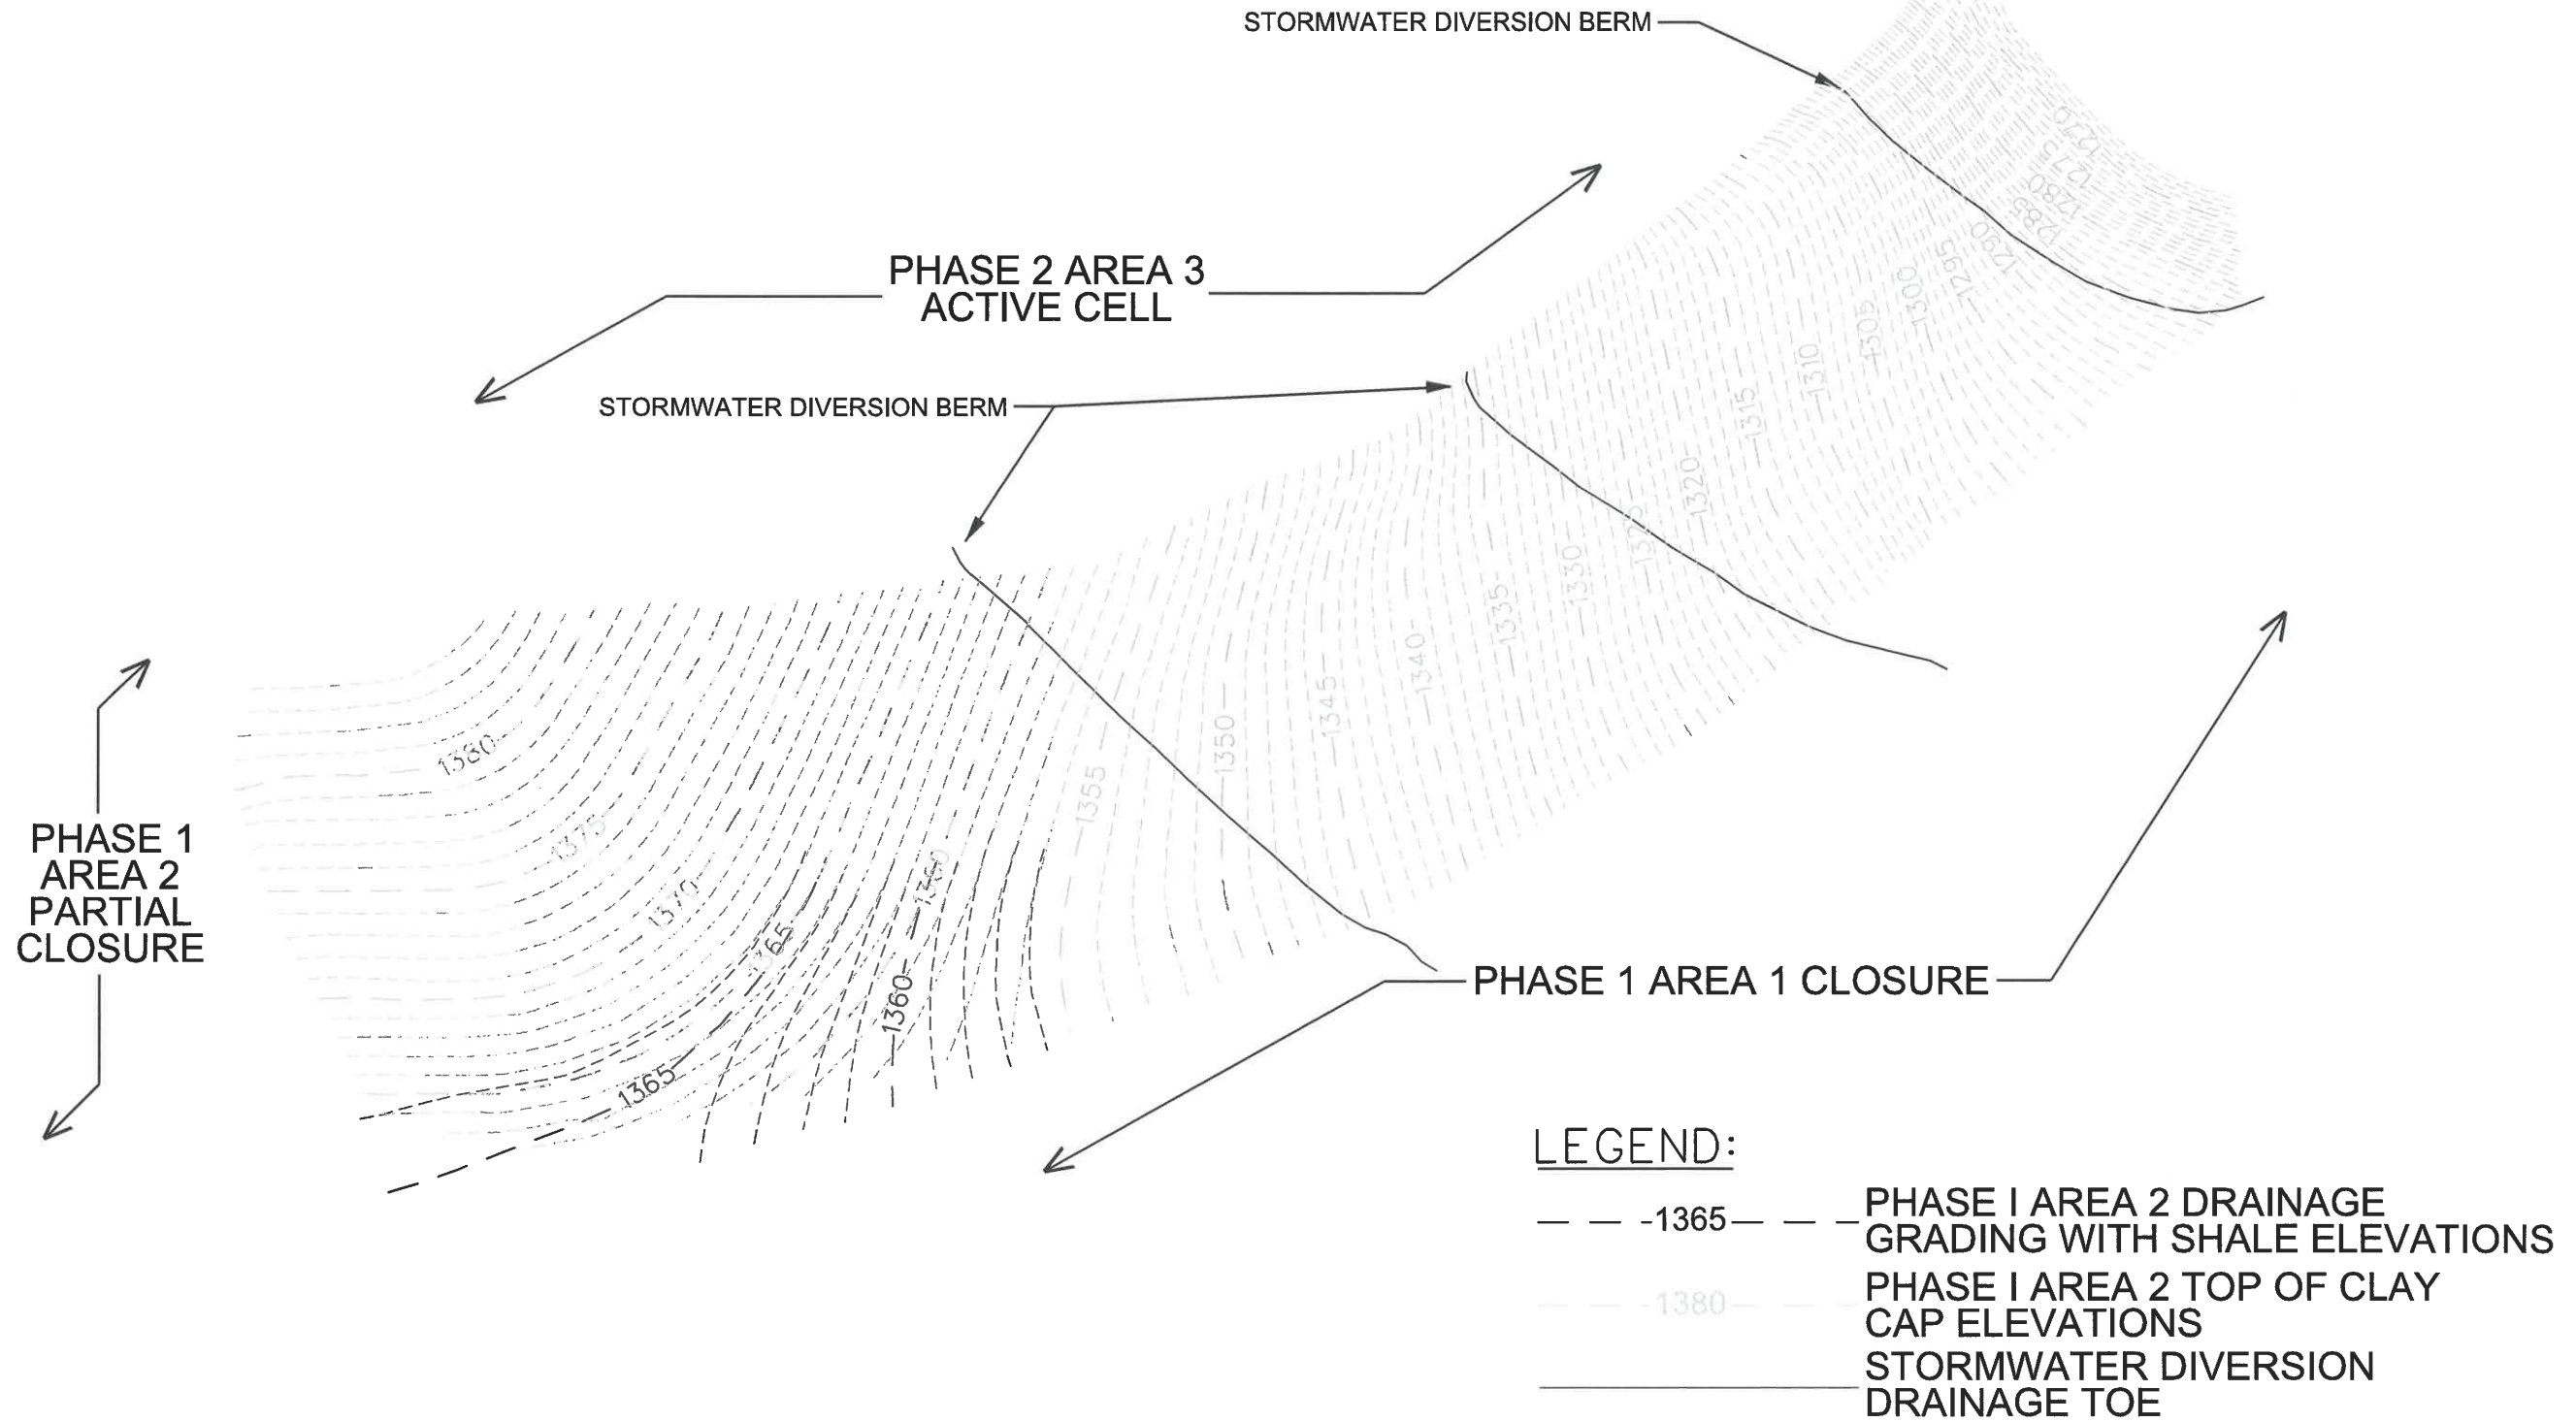 STORMWATER DIVERSION BERM
1270
1275
1280
1285
1290
1295
1300
1305
1310
1315
1320
1330
1335
1340
1345
1350
1355
PHASE 2 AREA 3
ACTIVE CELL
STORMWATER DIVERSION BERM
1380
1375
1370
1365
1360
1360
1365
PHASE 1
AREA 2
PARTIAL
CLOSURE
PHASE 1 AREA 1 CLOSURE
LEGEND:
1365
PHASE I AREA 2 DRAINAGE
GRADING WITH SHALE ELEVATIONS
1380
PHASE I AREA 2 TOP OF CLAY
CAP ELEVATIONS
STORMWATER DIVERSION
DRAINAGE TOE